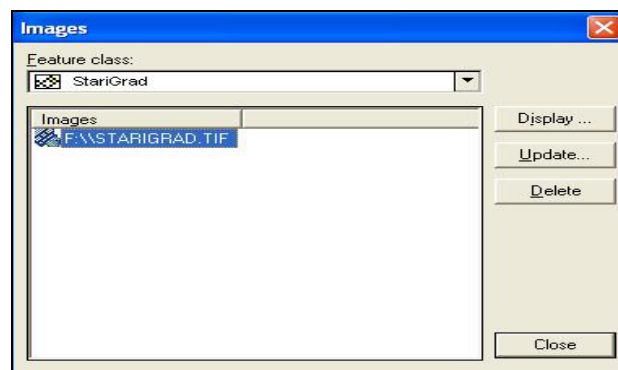 Images
Feature class:
StariGrad
Images
F:\\STARIGRAD.TIF
Display ...
Update...
Delete
Close